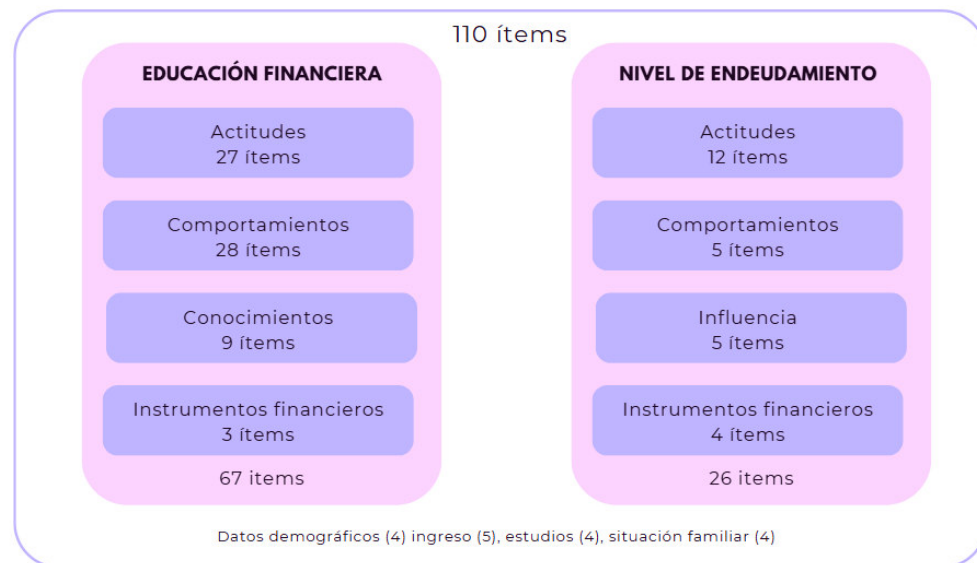 110 ítems
EDUCACIÓN FINANCIERA
Actitudes
27 ítems
Comportamientos
28 ítems
Conocimientos
9 ítems
Instrumentos financieros
3 ítems
67 items
NIVEL DE ENDEUDAMIENTO
Actitudes
12 ítems
Comportamientos
5 ítems
Influencia
5 ítems
Instrumentos financieros
4 ítems
26 items
Datos demográficos (4) ingreso (5), estudios (4), situación familiar (4)